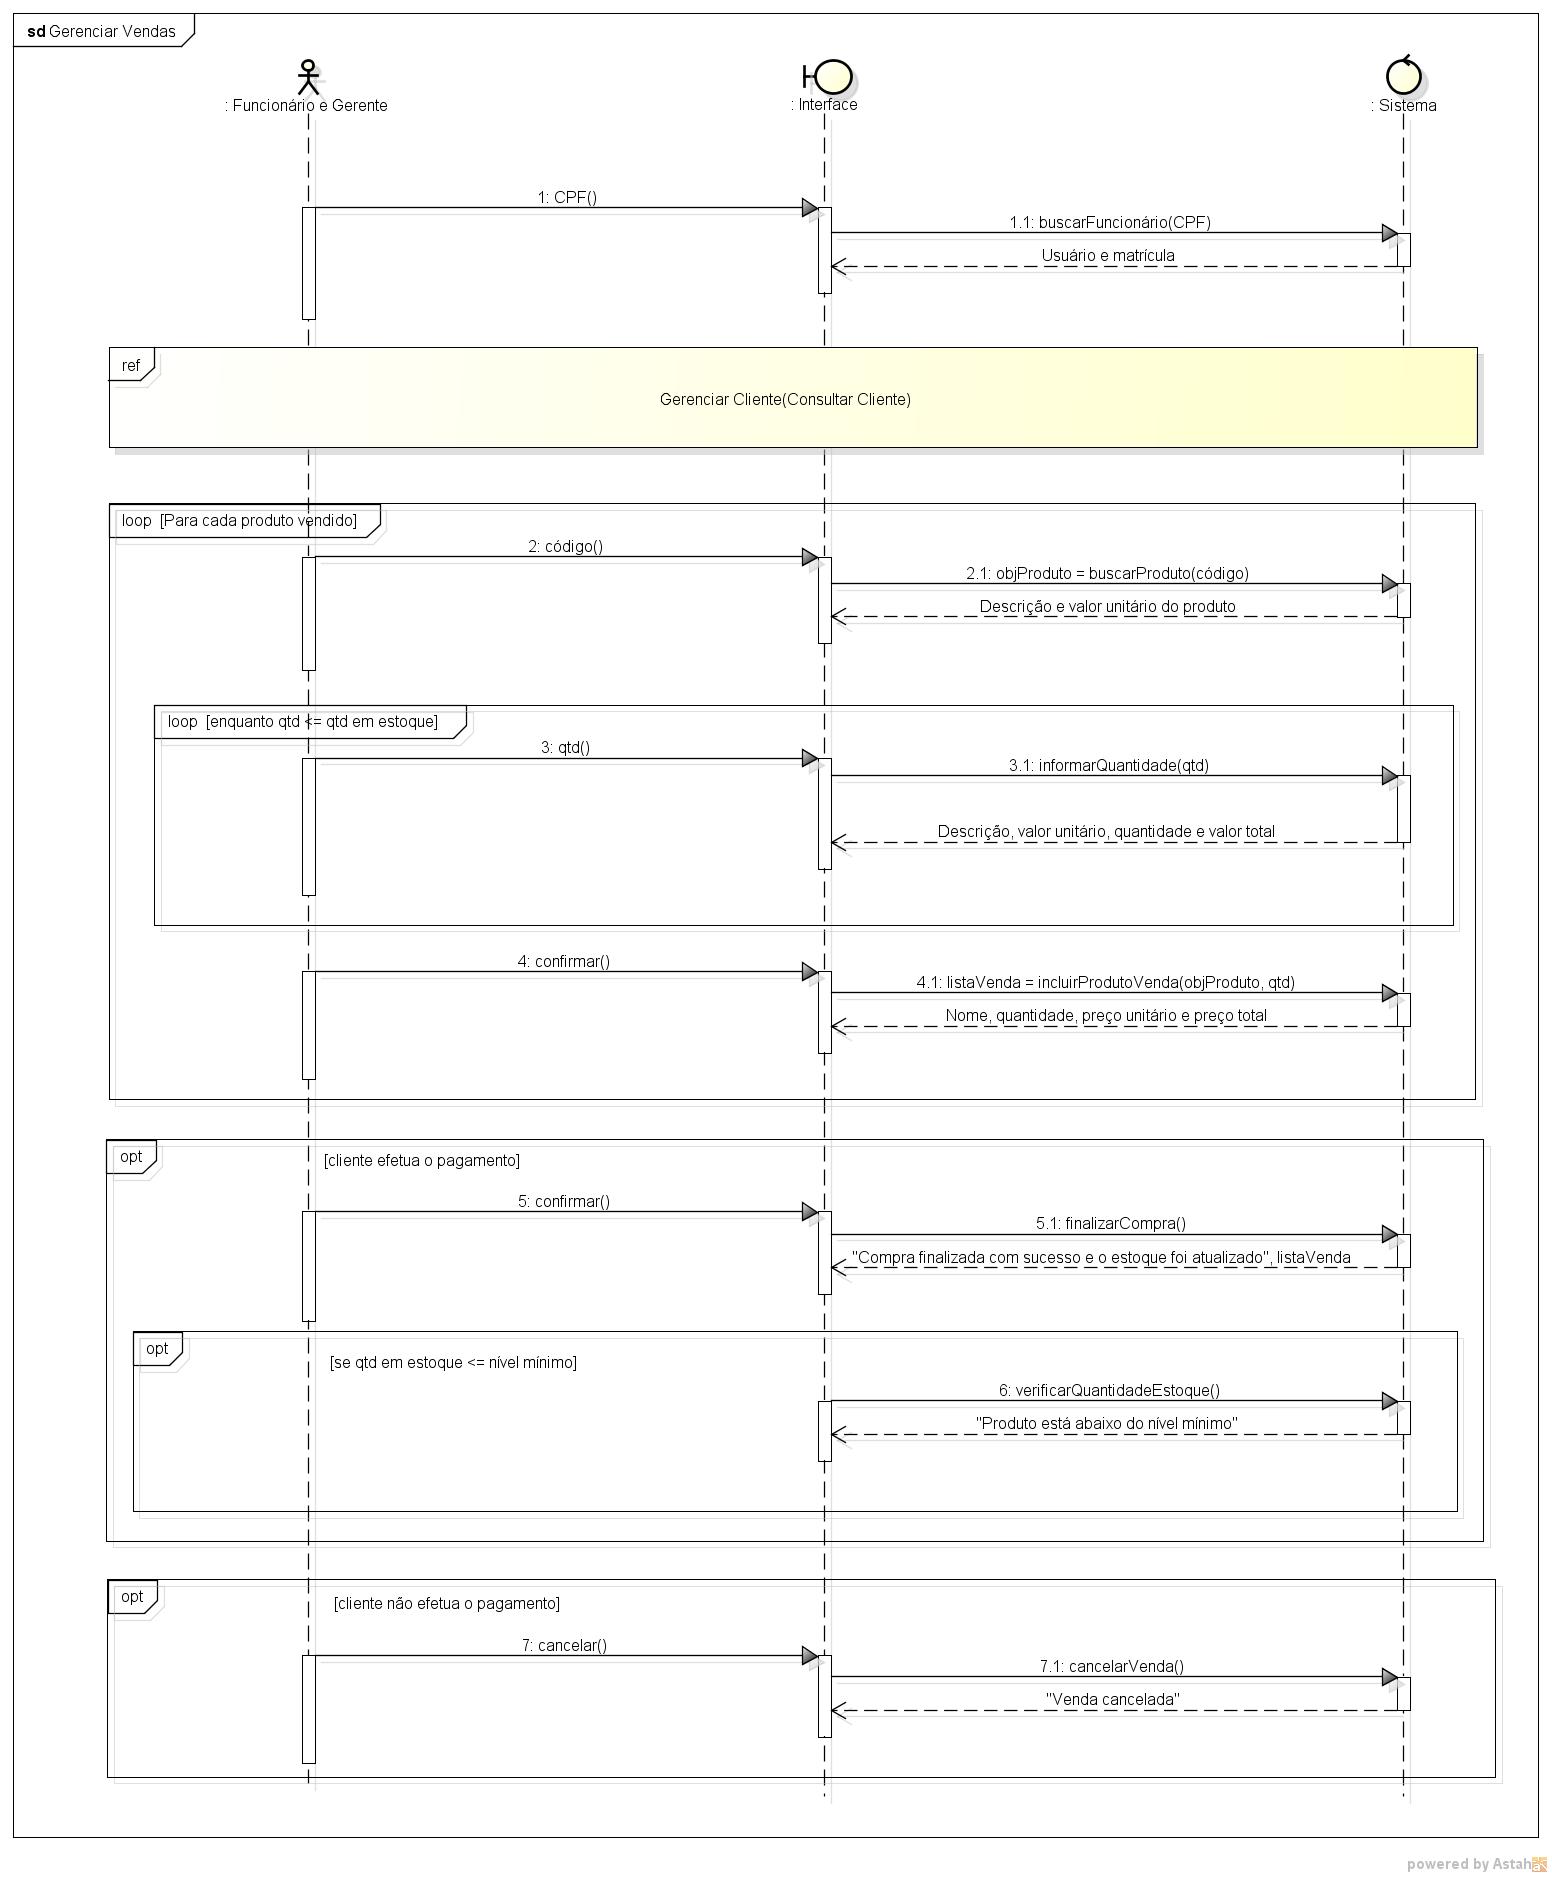 sd Gerenciar Vendas
: Funcionário e Gerente
: Interface
: Sistema
1: CPF()
1.1: buscarFuncionário(CPF)
Usuário e matrícula
ref
Gerenciar Cliente(Consultar Cliente)
loop [Para cada produto vendido]
2: código()
2.1: objProduto = buscarProduto(código)
Descrição e valor unitário do produto
loop [enquanto qtd <= qtd em estoque]
3: qtd()
3.1: informarQuantidade(qtd)
Descrição, valor unitário, quantidade e valor total
4: confirmar()
4.1: listaVenda = incluirProdutoVenda(objProduto, qtd)
Nome, quantidade, preço unitário e preço total
opt
[cliente efetua o pagamento]
5: confirmar()
5.1: finalizarCompra()
"Compra finalizada com sucesso e o estoque foi atualizado", listaVenda
opt
[se qtd em estoque <= nível mínimo]
6: verificarQuantidadeEstoque()
"Produto está abaixo do nível mínimo"
opt
[cliente não efetua o pagamento]
7: cancelar()
7.1: cancelarVenda()
"Venda cancelada"
powered by Astah